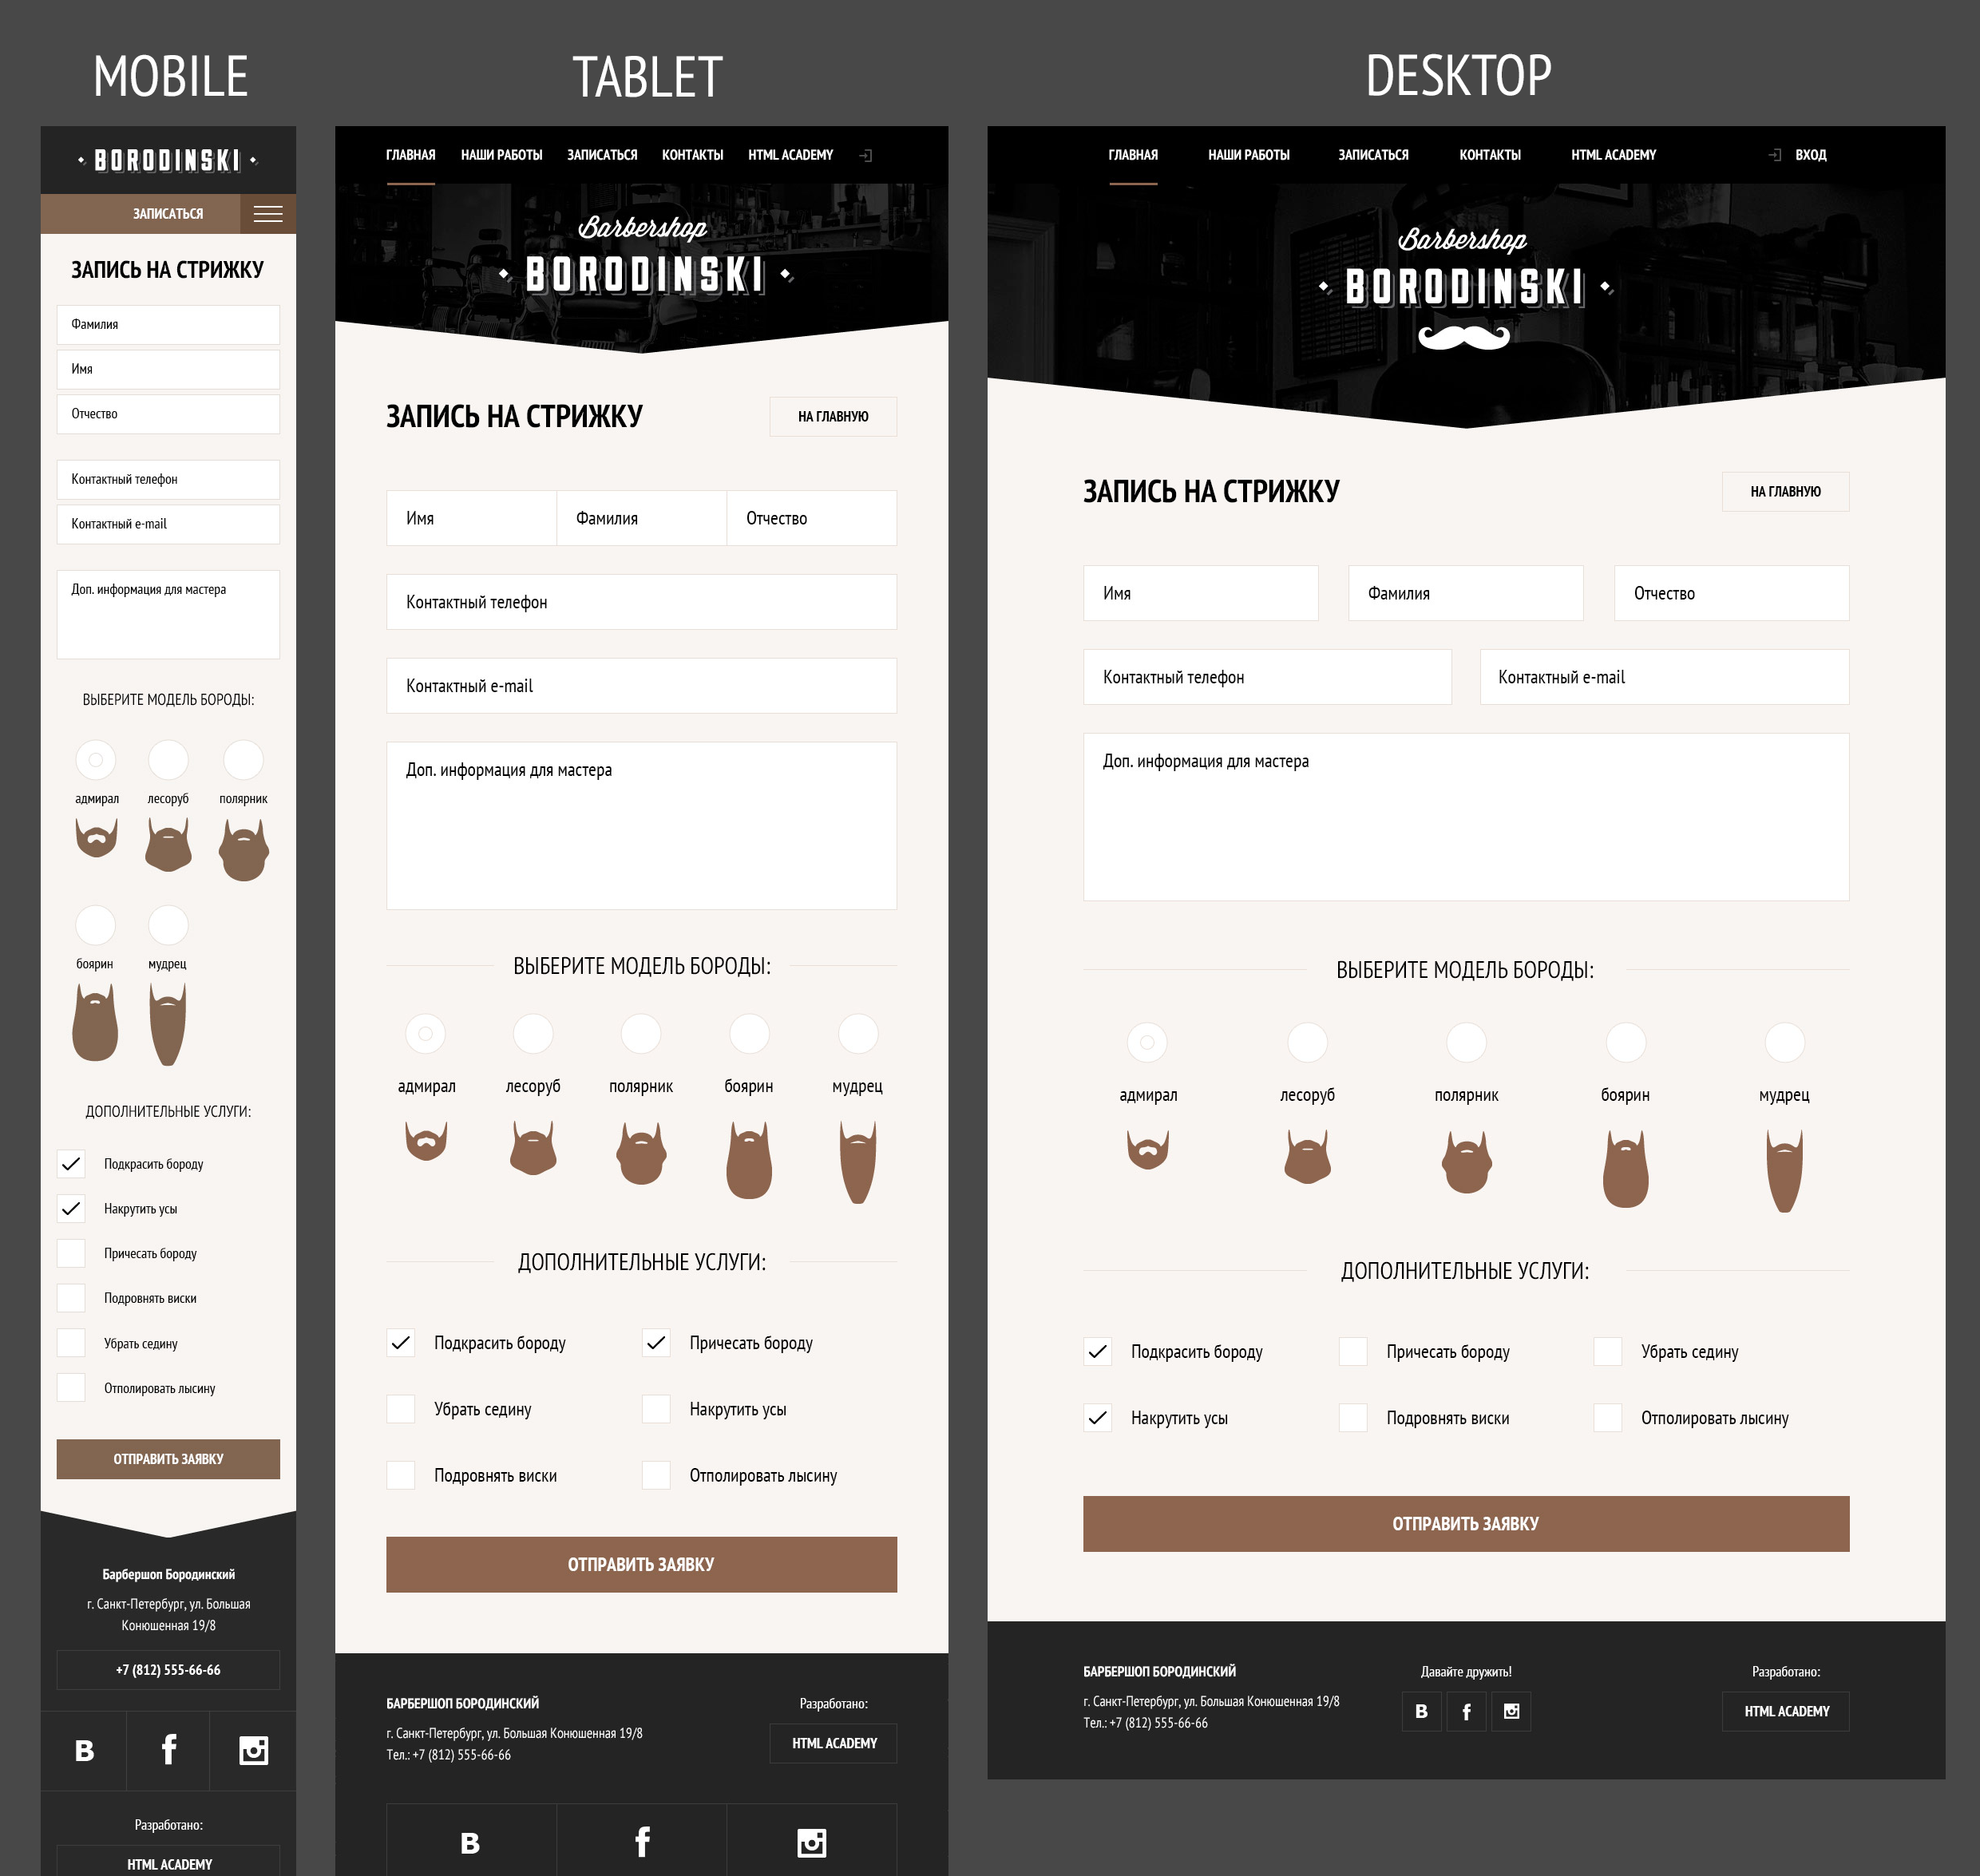 MOBILE
BORODINSKI
ЗАПИСАТЬСЯ
ЗАПИСЬ НА СТРИЖКУ
Фамилия
Имя
Отчество
Контактный телефон
Контактный e-mail
Доп. информация для мастера
ВЫБЕРИТЕ МОДЕЛЬ БОРОДЫ:
адмирал лесоруб полярник
боярин мудрец
ДОПОЛНИТЕЛЬНЫЕ УСЛУГИ:
Подкрасить бороду
Накрутить усы
Причесать бороду
Подровнять виски
Убрать седину
Отполировать лысину
ОТПРАВИТЬ ЗАЯВКУ
Барбершоп Бородинский
г. Санкт-Петербург, ул. Большая
Конюшенная 19/8
+7 (812) 555-66-66
B f
Разработано:
HTML ACADEMY
TABLET
ГЛАВНАЯ НАШИ РАБОТЫ ЗАПИСАТЬСЯ КОНТАКТЫ HTML ACADEMY
Barbershop
BORODINSKI
ЗАПИСЬ НА СТРИЖКУ НА ГЛАВНУЮ
Имя Фамилия Отчество
Контактный телефон
Контактный e-mail
Доп. информация для мастера
ВЫБЕРИТЕ МОДЕЛЬ БОРОДЫ:
адмирал лесоруб полярник боярин мудрец
ДОПОЛНИТЕЛЬНЫЕ УСЛУГИ:
Подкрасить бороду Причесать бороду
Убрать седину Накрутить усы
Подровнять виски Отполировать лысину
ОТПРАВИТЬ ЗАЯВКУ
БАРБЕРШОП БОРОДИНСКИЙ
г. Санкт-Петербург, ул. Большая Конюшенная 19/8
Тел.: +7 (812) 555-66-66
Разработано:
HTML ACADEMY
B f
DESKTOP
ГЛАВНАЯ НАШИ РАБОТЫ ЗАПИСАТЬСЯ КОНТАКТЫ HTML ACADEMY ВХОД
Barbershop
BORODINSKI
ЗАПИСЬ НА СТРИЖКУ НА ГЛАВНУЮ
Имя Фамилия Отчество
Контактный телефон Контактный e-mail
Доп. информация для мастера
ВЫБЕРИТЕ МОДЕЛЬ БОРОДЫ:
адмирал лесоруб полярник боярин мудрец
ДОПОЛНИТЕЛЬНЫЕ УСЛУГИ:
Подкрасить бороду Причесать бороду Убрать седину
Накрутить усы Подровнять виски Отполировать лысину
ОТПРАВИТЬ ЗАЯВКУ
БАРБЕРШОП БОРОДИНСКИЙ
г. Санкт-Петербург, ул. Большая Конюшенная 19/8
Тел.: +7 (812) 555-66-66
Давайте дружить!
B f
Разработано:
HTML ACADEMY